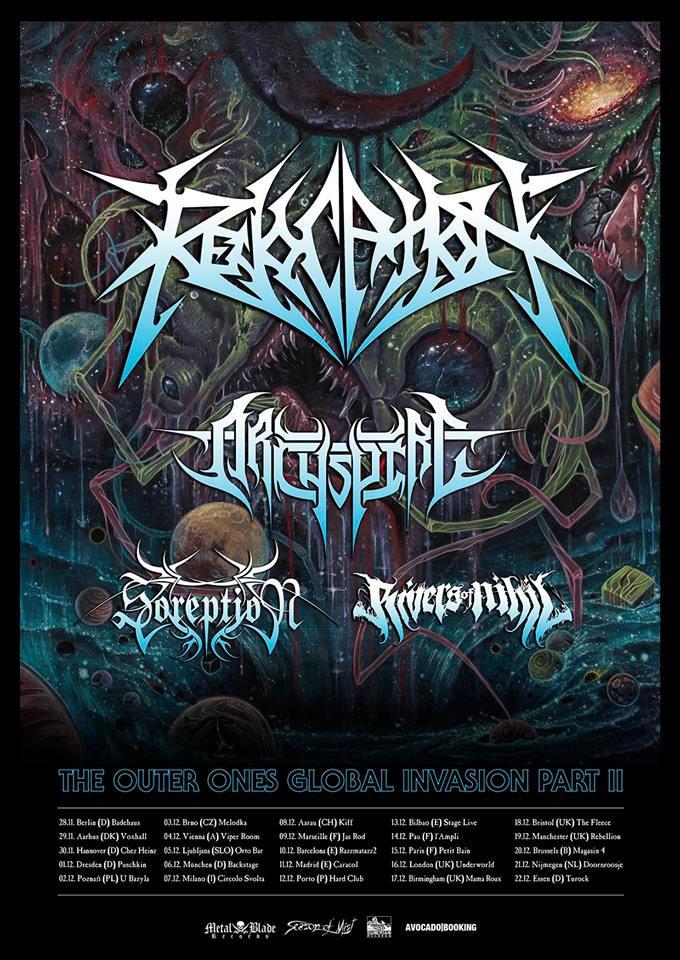 REVOCATION
ARCHSPIRE
Soreption
Rivers of Nihil
THE OUTER ONES GLOBAL INVASION PART II
28.11. Berlin (D) Badehaus
29.11. Aarhus (DK) Voxhall
30.11. Hannover (D) Chez Heinz
01.12. Dresden (D) Puschkin
02.12. Poznań (PL) U Bazyla
03.12. Brno (CZ) Melodka
04.12. Vienna (A) Viper Room
05.12. Ljubljana (SLO) Orto Bar
06.12. München (D) Backstage
07.12. Milano (I) Circolo Svolta
08.12. Aarau (CH) Kiff
09.12. Marseille (F) Jas Rod
10.12. Barcelona (E) Razzmatazz2
11.12. Madrid (E) Caracol
12.12. Porto (P) Hard Club
13.12. Bilbao (E) Stage Live
14.12. Pau (F) l'Ampli
15.12. Paris (F) Petit Bain
16.12. London (UK) Underworld
17.12. Birmingham (UK) Mama Roux
18.12. Bristol (UK) The Fleece
19.12. Manchester (UK) Rebellion
20.12. Brussels (B) Magasin 4
21.12. Nijmegen (NL) Doornroosje
22.12. Essen (D) Turock
Metal Blade Records
Season of Mist
AVOCADO|BOOKING